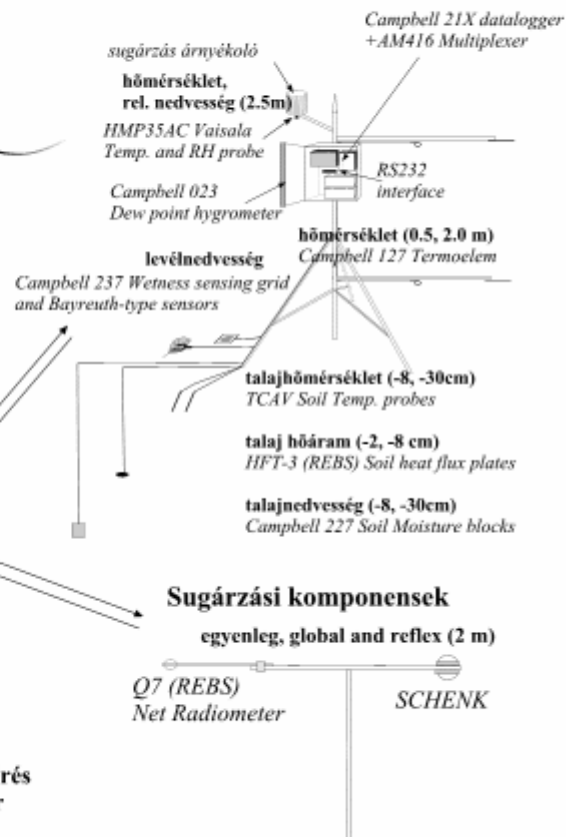 Campbell 21X datalogger
+AM416 Multiplexer
sugárzás árnyékoló
hõmérséklet,
rel. nedvesség (2.5m)
HMP35AC Vaisala
Temp. and RH probe
RS232
interface
Campbell 023
Dew point hygrometer
hõmérséklet (0.5, 2.0 m)
Campbell 127 Termoelem
levélnedvesség
Campbell 237 Wetness sensing grid
and Bayreuth-type sensors
talajhõmérséklet (-8, -30cm)
TCAV Soil Temp. probes
talaj hõáram (-2, -8 cm)
HFT-3 (REBS) Soil heat flux plates
talajnedvesség (-8, -30cm)
Campbell 227 Soil Moisture blocks
Sugárzási komponensek
egyenleg, global and reflex (2 m)
Q7 (REBS)
Net Radiometer
SCHENK
rés